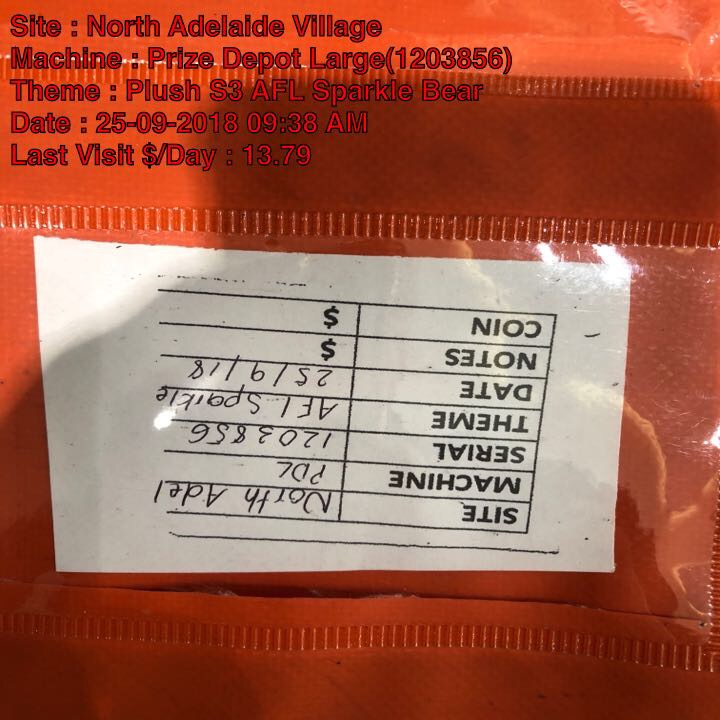 Site : North Adelaide Village
Machine : Prize Depot Large(1203856)
Theme : Plush S3 AFL Sparkle Bear
Date : 25-09-2018 09:38 AM
Last Visit $/Day : 13.79
SITE North Adel
MACHINE PDL
SERIAL 1203856
THEME AFL Sparkle
DATE 25/9/18
NOTES $
COIN $